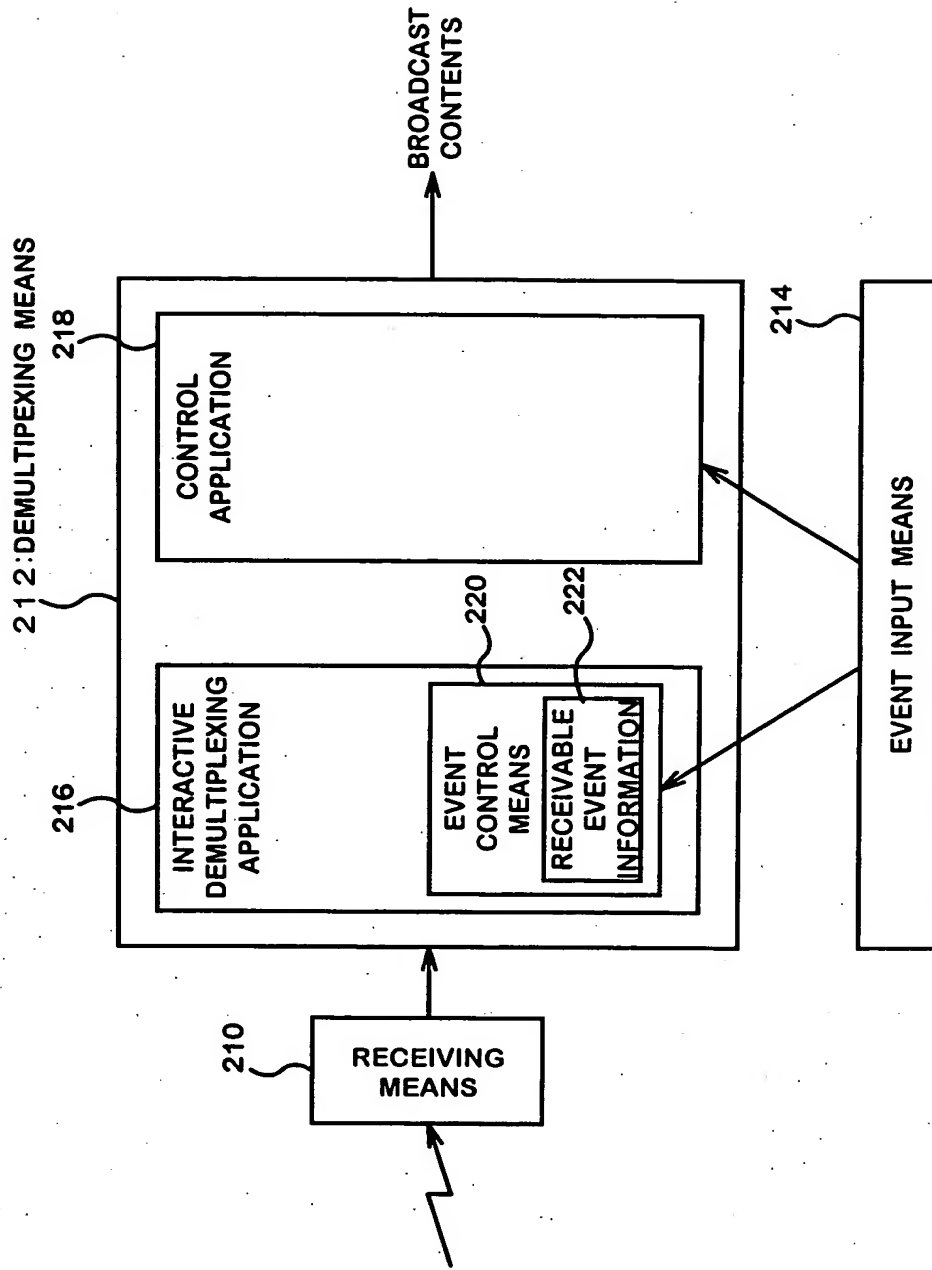 212:DEMULTIPEXING MEANS
216
INTERACTIVE
DEMULTIPLEXING
APPLICATION
218
CONTROL
APPLICATION
210
RECEIVING
MEANS
220
EVENT
CONTROL
MEANS
222
RECEIVABLE
EVENT
INFORMATION
BROADCAST
CONTENTS
214
EVENT INPUT MEANS